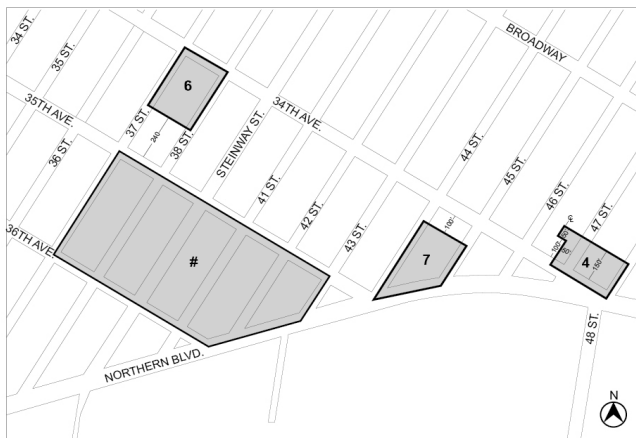 34 ST.
35 ST.
BROADWAY
6
35TH AVE.
37 ST.
34TH AVE.
240
38 ST.
36 ST.
STEINWAY ST.
44 ST.
45 ST.
46 ST.
41 ST.
47 ST.
42 ST.
100'
43 ST.
36TH AVE.
100'
50'
#
7
4
150'
NORTHERN BLVD.
48 ST.
N